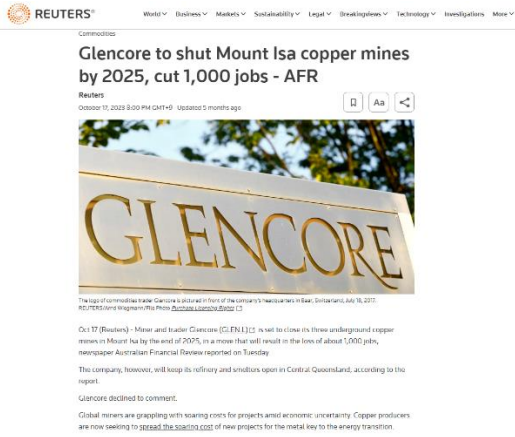 REUTERS®
World Business Markets Sustainability Legal Breakingviews Technology Investigations More
Commodities
Glencore to shut Mount Isa copper mines
by 2025, cut 1,000 jobs - AFR
Reuters
October 17, 2023 8:00 PM GMT+9 · Updated 5 months ago
Aa
GLENCORE
The logo of commodities trader Glencore is pictured in front of the company's headquarters in Baar, Switzerland, July 18, 2017.
REUTERS/Arnd Wiegmann/File Photo Purchase Licensing Rights
Oct 17 (Reuters) - Miner and trader Glencore (GLEN.L) is set to close its three underground copper
mines in Mount Isa by the end of 2025, in a move that will result in the loss of about 1,000 jobs,
newspaper Australian Financial Review reported on Tuesday
The company, however, will keep its refinery and smelters open in Central Queensland, according to the
report.
Glencore declined to comment.
Global miners are grappling with soaring costs for projects amid economic uncertainty. Copper producers
are now seeking to spread the soaring cost of new projects for the metal key to the energy transition.